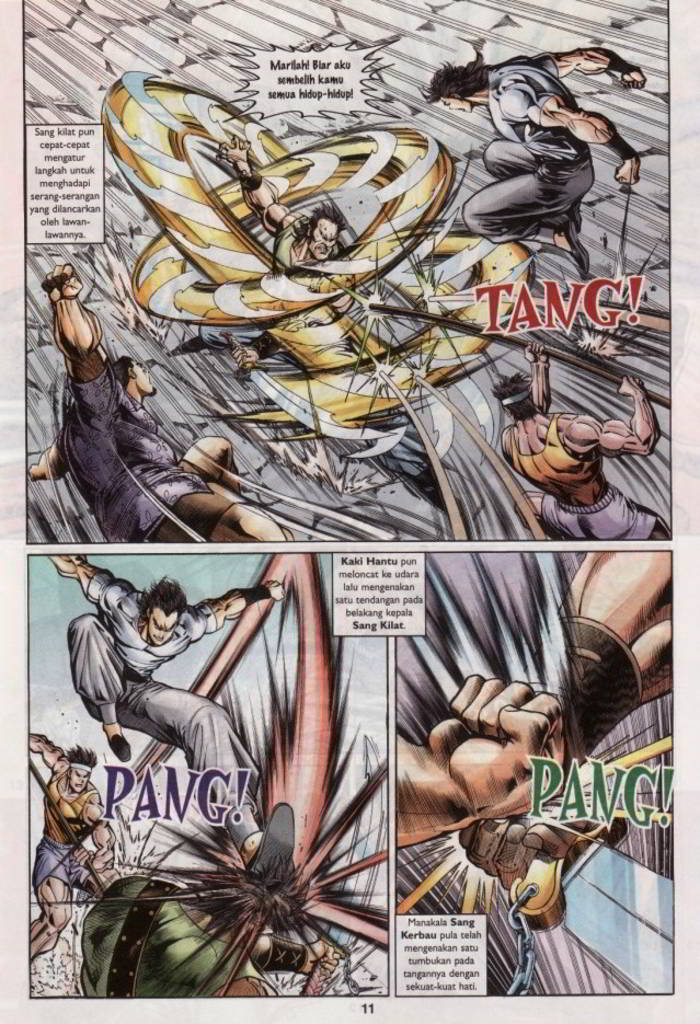 Marilah! Biar aku
sembelih kamu
semua hidup-hidup!
Sang kilat pun
cepat-cepat
mengatur
langkah untuk
menghadapi
serang-serangan
yang dilancarkan
oleh lawan-
lawannya.
TANG!
Kaki Hantu pun
meloncat ke udara
lalu mengenakan
satu tendangan pada
belakang kepala
Sang Kilat.
PANG!
PANG!
Manakala Sang
Kerbau pula telah
mengenakan satu
tumbukan pada
tangannya dengan
sekuat-kuat hati.
11